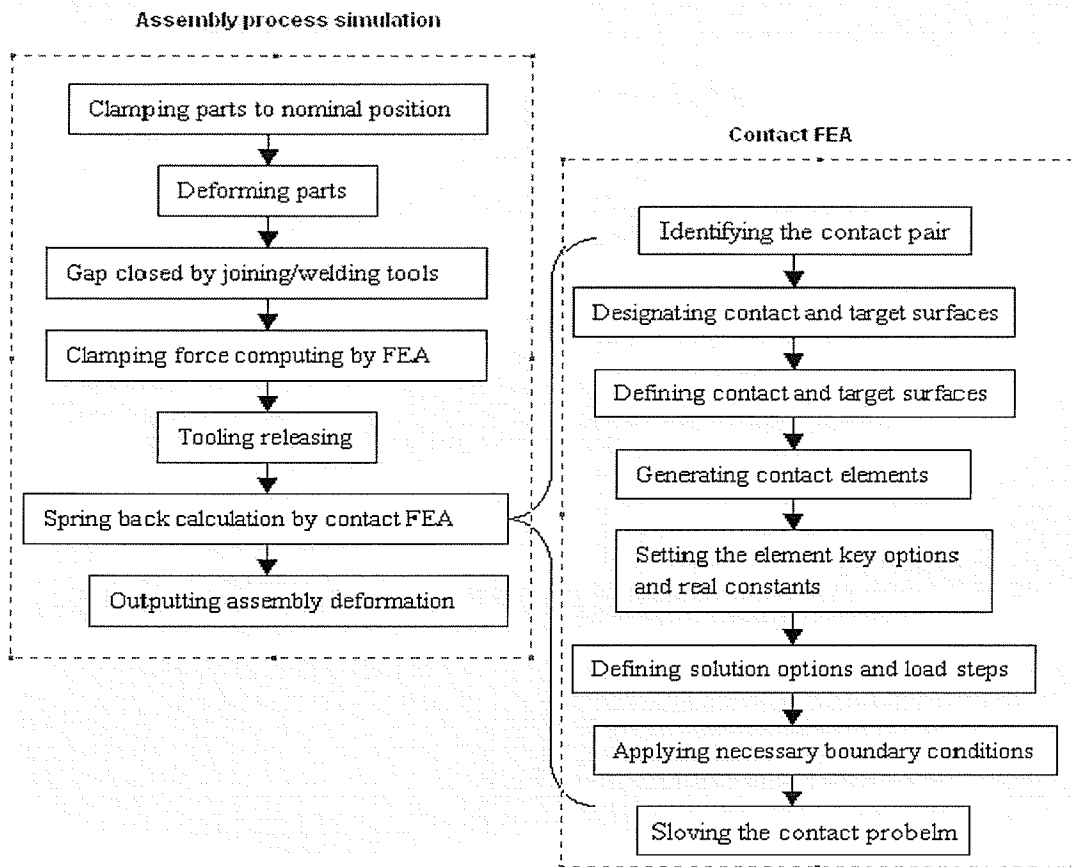 Assembly process simulation
Clamping parts to nominal position
Deforming parts
Gap closed by joining/welding tools
Clamping force computing by FEA
Tooling releasing
Spring back calculation by contact FEA
Outputting assembly deformation
Contact FEA
Identifying the contact pair
Designating contact and target surfaces
Defining contact and target surfaces
Generating contact elements
Setting the element key options
and real constants
Defining solution options and load steps
Applying necessary boundary conditions
Sloving the contact probelm